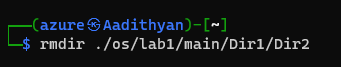 ┌──(azure㉿Aadithyan)-[~]
└─$ rmdir ./os/lab1/main/Dir1/Dir2